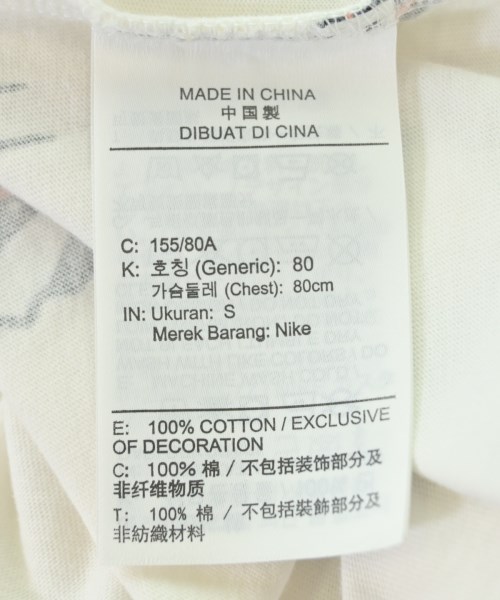 MADE IN CHINA
中国製
DIBUAT DI CINA
C: 155/80A
K: 호칭 (Generic): 80
가슴둘레 (Chest): 80cm
IN: Ukuran: S
Merek Barang: Nike
E: 100% COTTON / EXCLUSIVE
OF DECORATION
C: 100% 棉 / 不包括装饰部分及
非纤维物质
T: 100% 棉 / 不包括裝飾部分及
非紡織材料